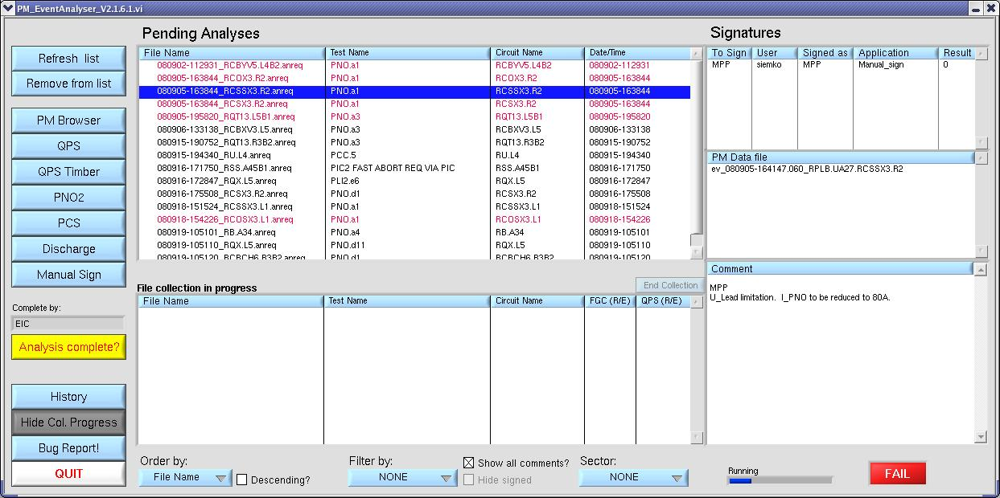 PM_EventAnalyser_V2.1.6.1.vi
Pending Analyses
Signatures
Refresh list
Remove from list
PM Browser
QPS
QPS Timber
PNO2
PCS
Discharge
Manual Sign
Complete by:
EIC
Analysis complete?
History
Hide Col. Progress
Bug Report!
QUIT
File Name Test Name Circuit Name Date/Time
080902-112931_RCBYV5.L4B2.anreq PNO.a1 RCBYV5.L4B2 080902-112931
080905-163844_RCOX3.R2.anreq PNO.a1 RCOX3.R2 080905-163844
080905-163844_RCSSX3.R2.anreq PNO.a1 RCSSX3.R2 080905-163844
080905-163844_RCSX3.R2.anreq PNO.a1 RCSX3.R2 080905-163844
080905-195820_RQT13.L5B1.anreq PNO.a3 RQT13.L5B1 080905-195820
080906-133138_RCBXV3.L5.anreq PNO.a3 RCBXV3.L5 080906-133138
080915-190752_RQT13.R3B2.anreq PNO.a3 RQT13.R3B2 080915-190752
080915-194340_RU.L4.anreq PCC.5 RU.L4 080915-194340
080916-171750_RSS.A45B1.anreq PIC2 FAST ABORT REQ VIA PIC RSS.A45B1 080916-171750
080916-172847_RQX.L5.anreq PLI2.e6 RQX.L5 080916-172847
080916-175508_RCSX3.R2.anreq PNO.d1 RCSX3.R2 080916-175508
080918-151524_RCSSX3.L1.anreq PNO.a1 RCSSX3.L1 080918-151524
080918-154226_RCOSX3.L1.anreq PNO.a1 RCOSX3.L1 080918-154226
080919-105101_RB.A34.anreq PNO.a4 RB.A34 080919-105101
080919-105110_RQX.L5.anreq PNO.d11 RQX.L5 080919-105110
080919-105120_RCBCH6.R3B2.anreq PNO.d1 RCBCH6.R3B2 080919-105120
File collection in progress
End Collection
File Name Test Name Circuit Name FGC (R/E) QPS (R/E)
To Sign User Signed as Application Result
MPP siemko MPP Manual_sign 0
PM Data file
ev_080905-164147.060_RPLB.UA27.RCSSX3.R2
Comment
MPP
U_Lead limitation. I_PNO to be reduced to 80A.
Order by:
File Name
Descending?
Filter by:
NONE
Show all comments?
Hide signed
Sector:
NONE
Running
FAIL